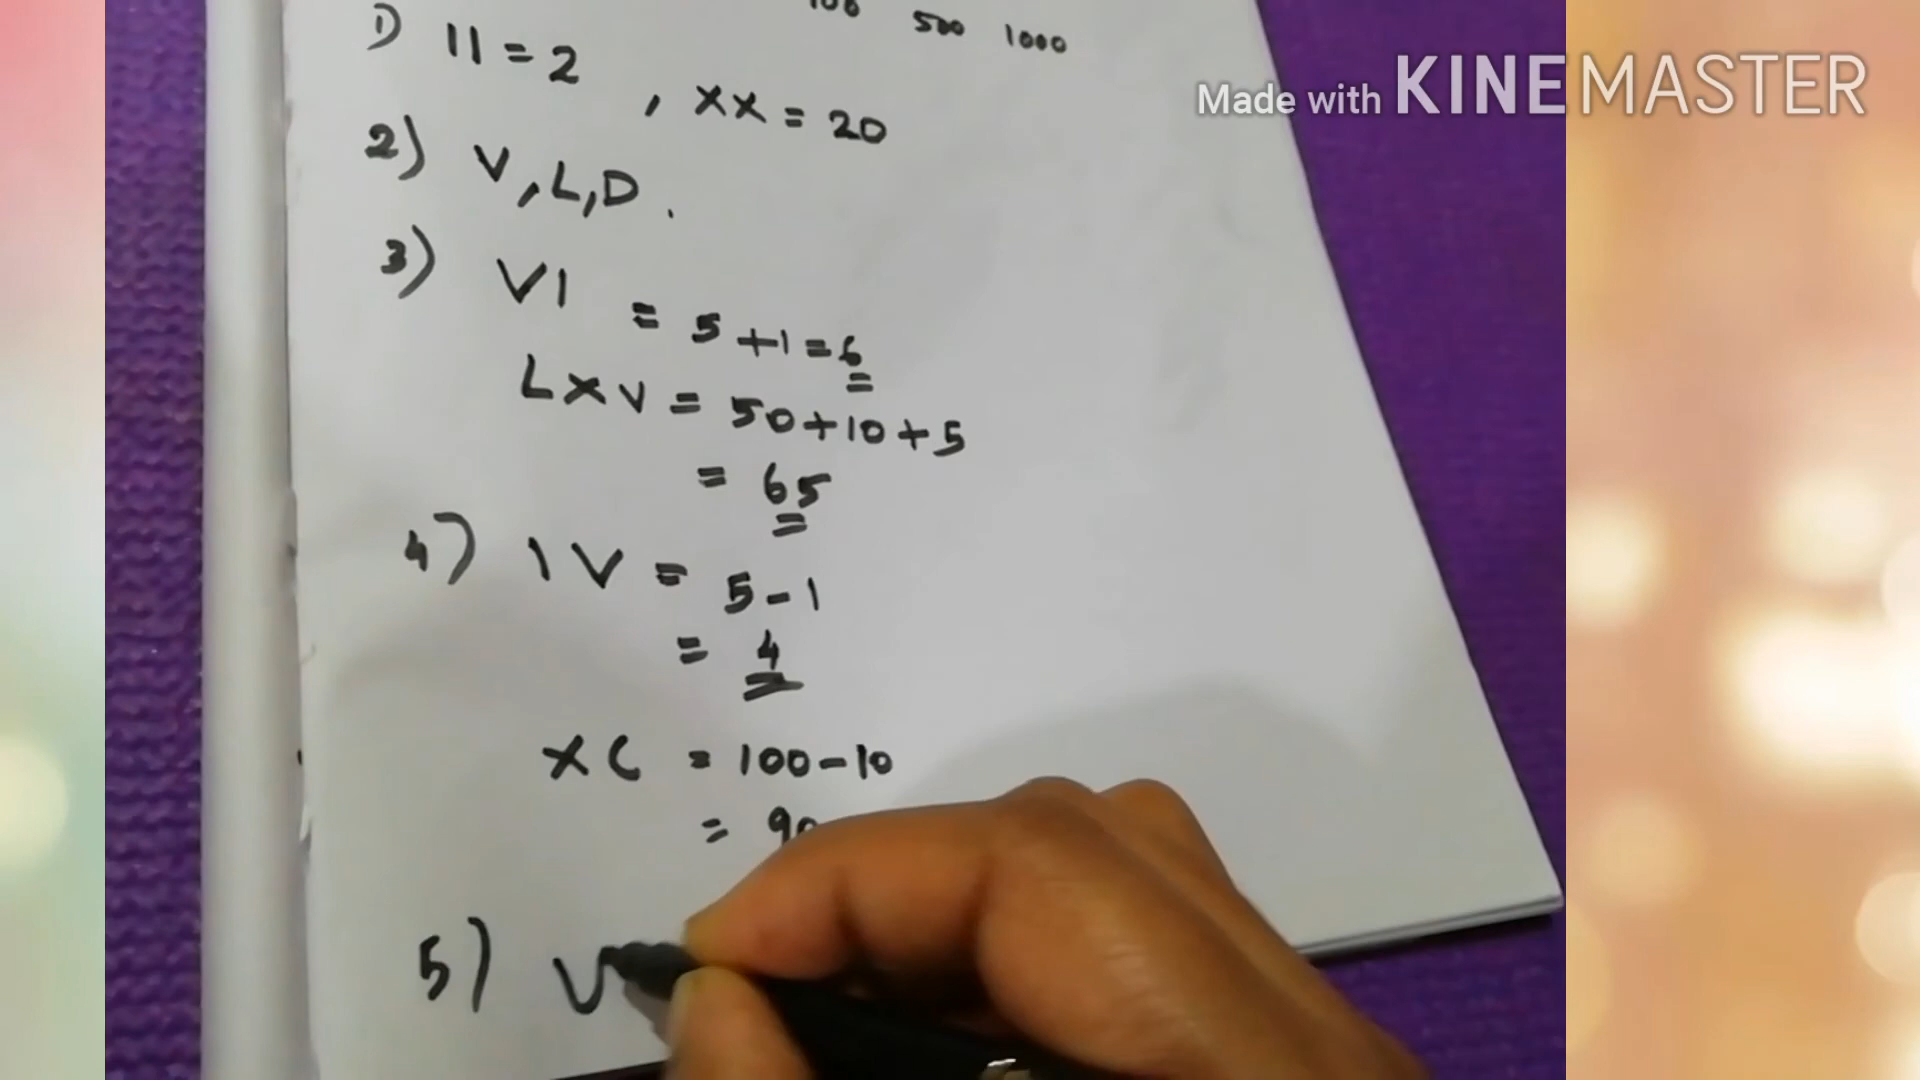 100 500 1000
Made with KINEMASTER
1) II = 2 , XX = 20
2) V, L, D.
3) VI = 5 + 1 = 6
LXV = 50 + 10 + 5
= 65
4) IV = 5 - 1
= 4
XC = 100 - 10
= 90
5) V